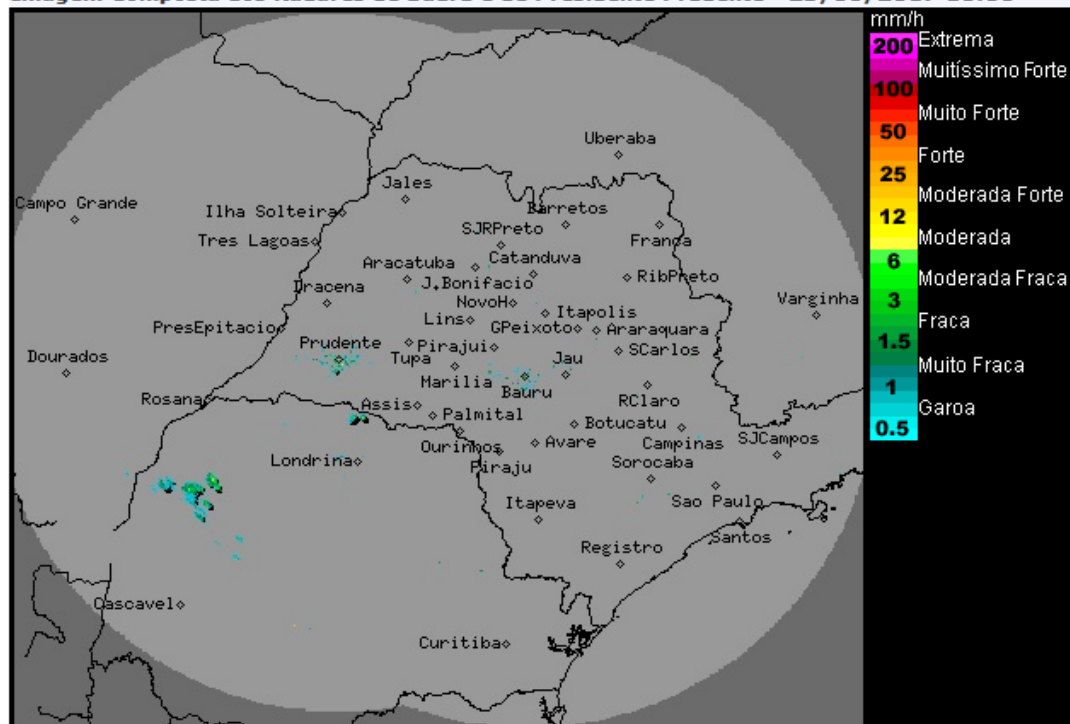 mm/h
200 Extrema
Muitíssimo Forte
100
Muito Forte
50
Forte
25
Moderada Forte
12
Moderada
6
Moderada Fraca
3
Fraca
1.5
Muito Fraca
1
Garoa
0.5
Uberaba
Jales
Campo Grande
Ilha Solteira
Barretos
Tres Lagoas
SJRPreto
Franca
Aracatuba
Catanduva
J.Bonifacio
RibPreto
Dracena
NovoH
Itapolis
Varginha
PresEpitacio
Lins
GPeixoto
Araraquara
Prudente
Pirajui
SCarlos
Dourados
Tupa
Jau
Marilia
Bauru
Rosana
Assis
Palmital
RClaro
Botucatu
Ourinhos
Avare
Campinas
SJCampos
Londrina
Piraju
Sorocaba
Itapeva
Sao Paulo
Santos
Registro
Cascavel
Curitiba